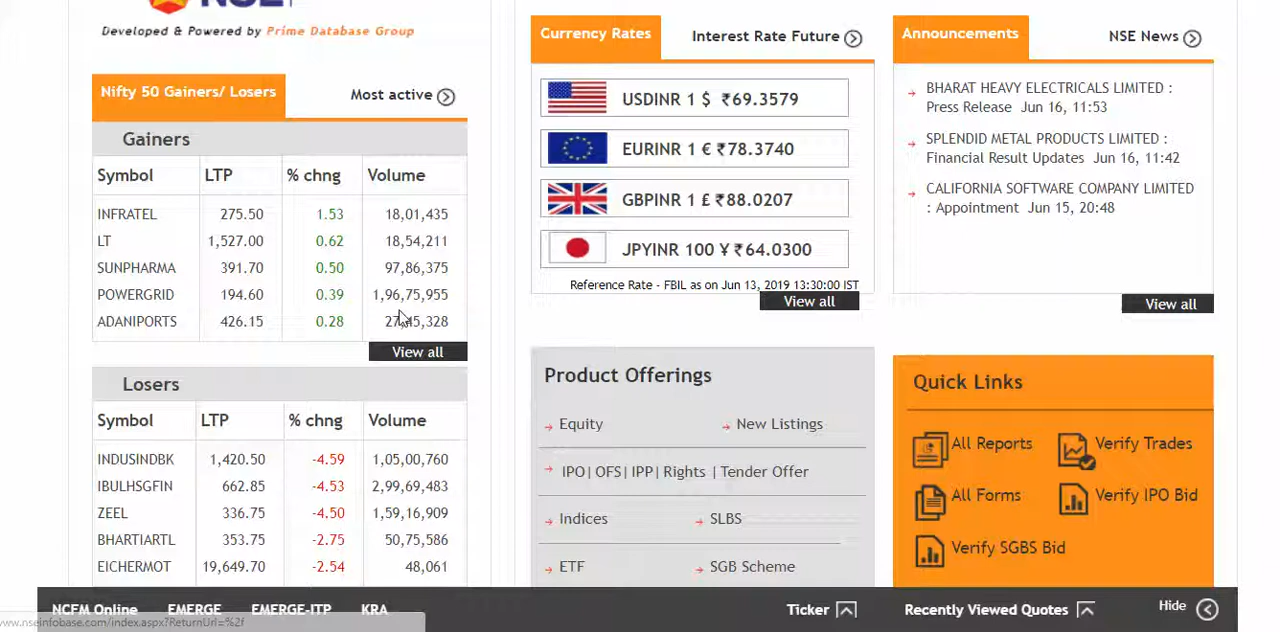 NSE
Developed & Powered by Prime Database Group
Nifty 50 Gainers/ Losers
Most active
Gainers
Symbol LTP % chng Volume
INFRATEL 275.50 1.53 18,01,435
LT 1,527.00 0.62 18,54,211
SUNPHARMA 391.70 0.50 97,86,375
POWERGRID 194.60 0.39 1,96,75,955
ADANIPORTS 426.15 0.28 27,45,328
View all
Losers
Symbol LTP % chng Volume
INDUSINDBK 1,420.50 -4.59 1,05,00,760
IBULHSGFIN 662.85 -4.53 2,99,69,483
ZEEL 336.75 -4.50 1,59,16,909
BHARTIARTL 353.75 -2.75 50,75,586
EICHERMOT 19,649.70 -2.54 48,061
Currency Rates
Interest Rate Future
USDINR 1 $ ₹69.3579
EURINR 1 € ₹78.3740
GBPINR 1 £ ₹88.0207
JPYINR 100 ¥ ₹64.0300
Reference Rate - FBIL as on Jun 13, 2019 13:30:00 IST
View all
Announcements
NSE News
BHARAT HEAVY ELECTRICALS LIMITED :
Press Release Jun 16, 11:53
SPLENDID METAL PRODUCTS LIMITED :
Financial Result Updates Jun 16, 11:42
CALIFORNIA SOFTWARE COMPANY LIMITED
: Appointment Jun 15, 20:48
View all
Product Offerings
Equity New Listings
IPO| OFS| IPP| Rights | Tender Offer
Indices SLBS
ETF SGB Scheme
Quick Links
All Reports Verify Trades
All Forms Verify IPO Bid
Verify SGBS Bid
NCFM Online EMERGE EMERGE-ITP KRA Ticker Recently Viewed Quotes Hide
www.nseinfobase.com/index.aspx?ReturnUrl=%2f